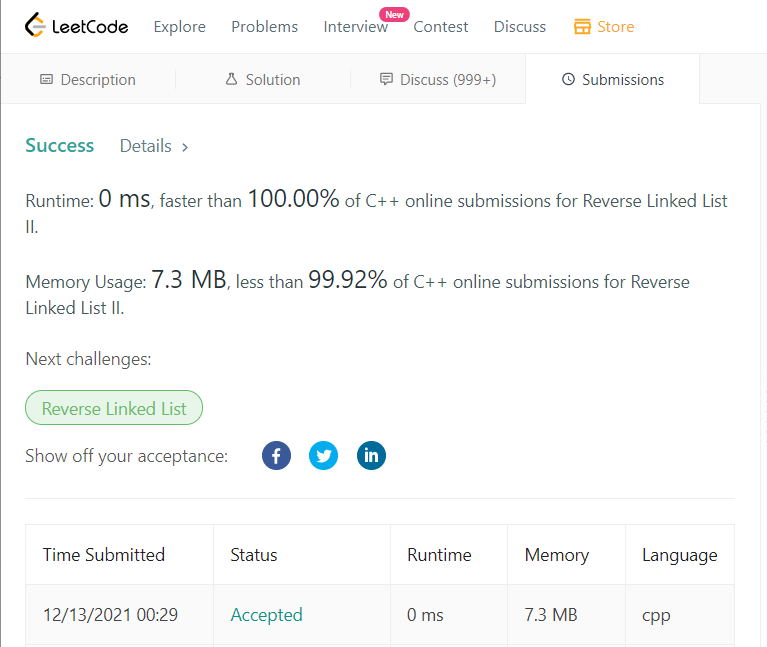 LeetCode Explore Problems Interview New Contest Discuss Store
Description Solution Discuss (999+) Submissions
Success Details >
Runtime: 0 ms, faster than 100.00% of C++ online submissions for Reverse Linked List
II.
Memory Usage: 7.3 MB, less than 99.92% of C++ online submissions for Reverse
Linked List II.
Next challenges:
Reverse Linked List
Show off your acceptance:
Time Submitted Status Runtime Memory Language
12/13/2021 00:29 Accepted 0 ms 7.3 MB cpp